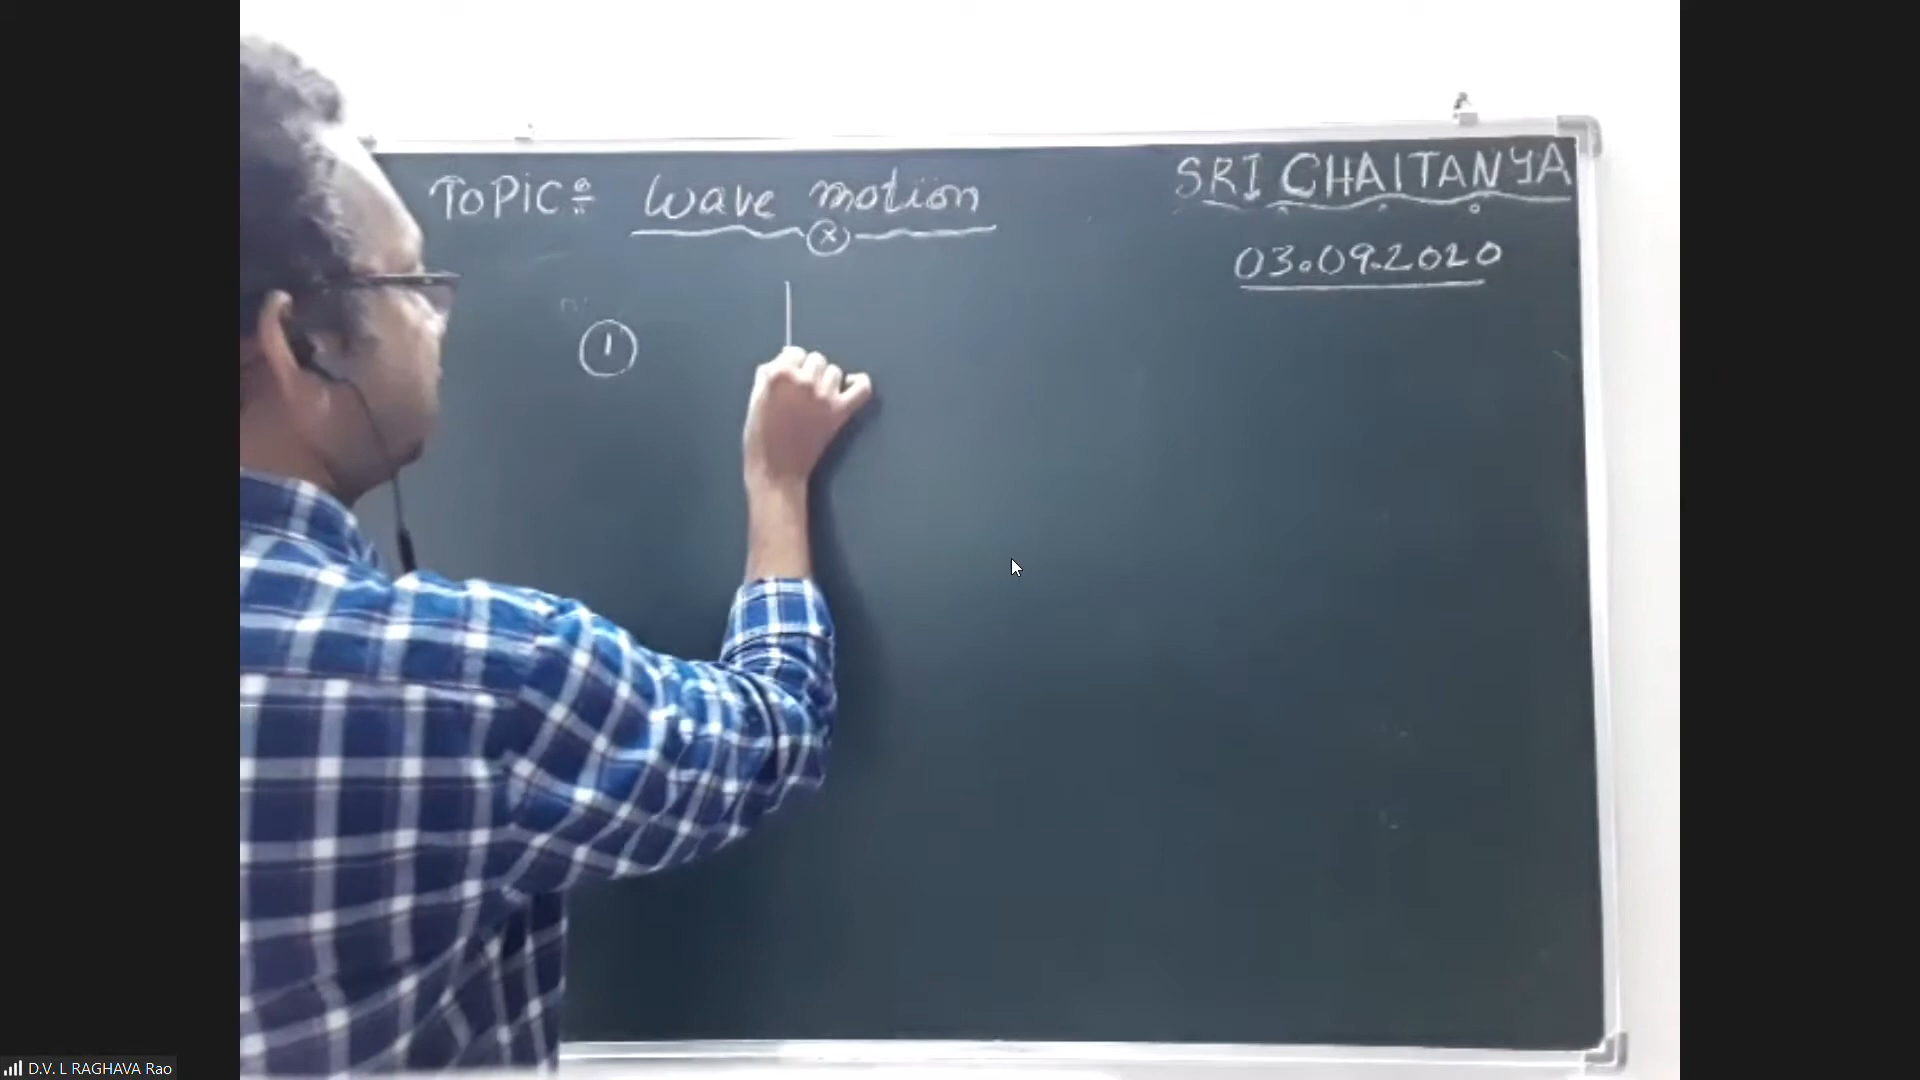 TOPIC:- Wave motion
SRI CHAITANYA
03.09.2020
1
D.V. L RAGHAVA Rao